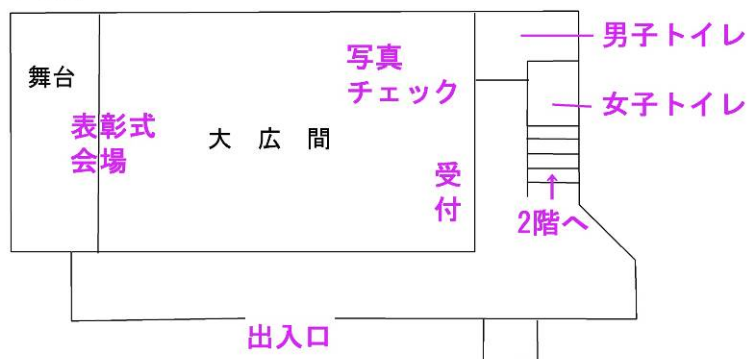 男子トイレ
写真
チェック
舞台
女子トイレ
表彰式
会場
大広間
受
付
↑
2階へ
出入口